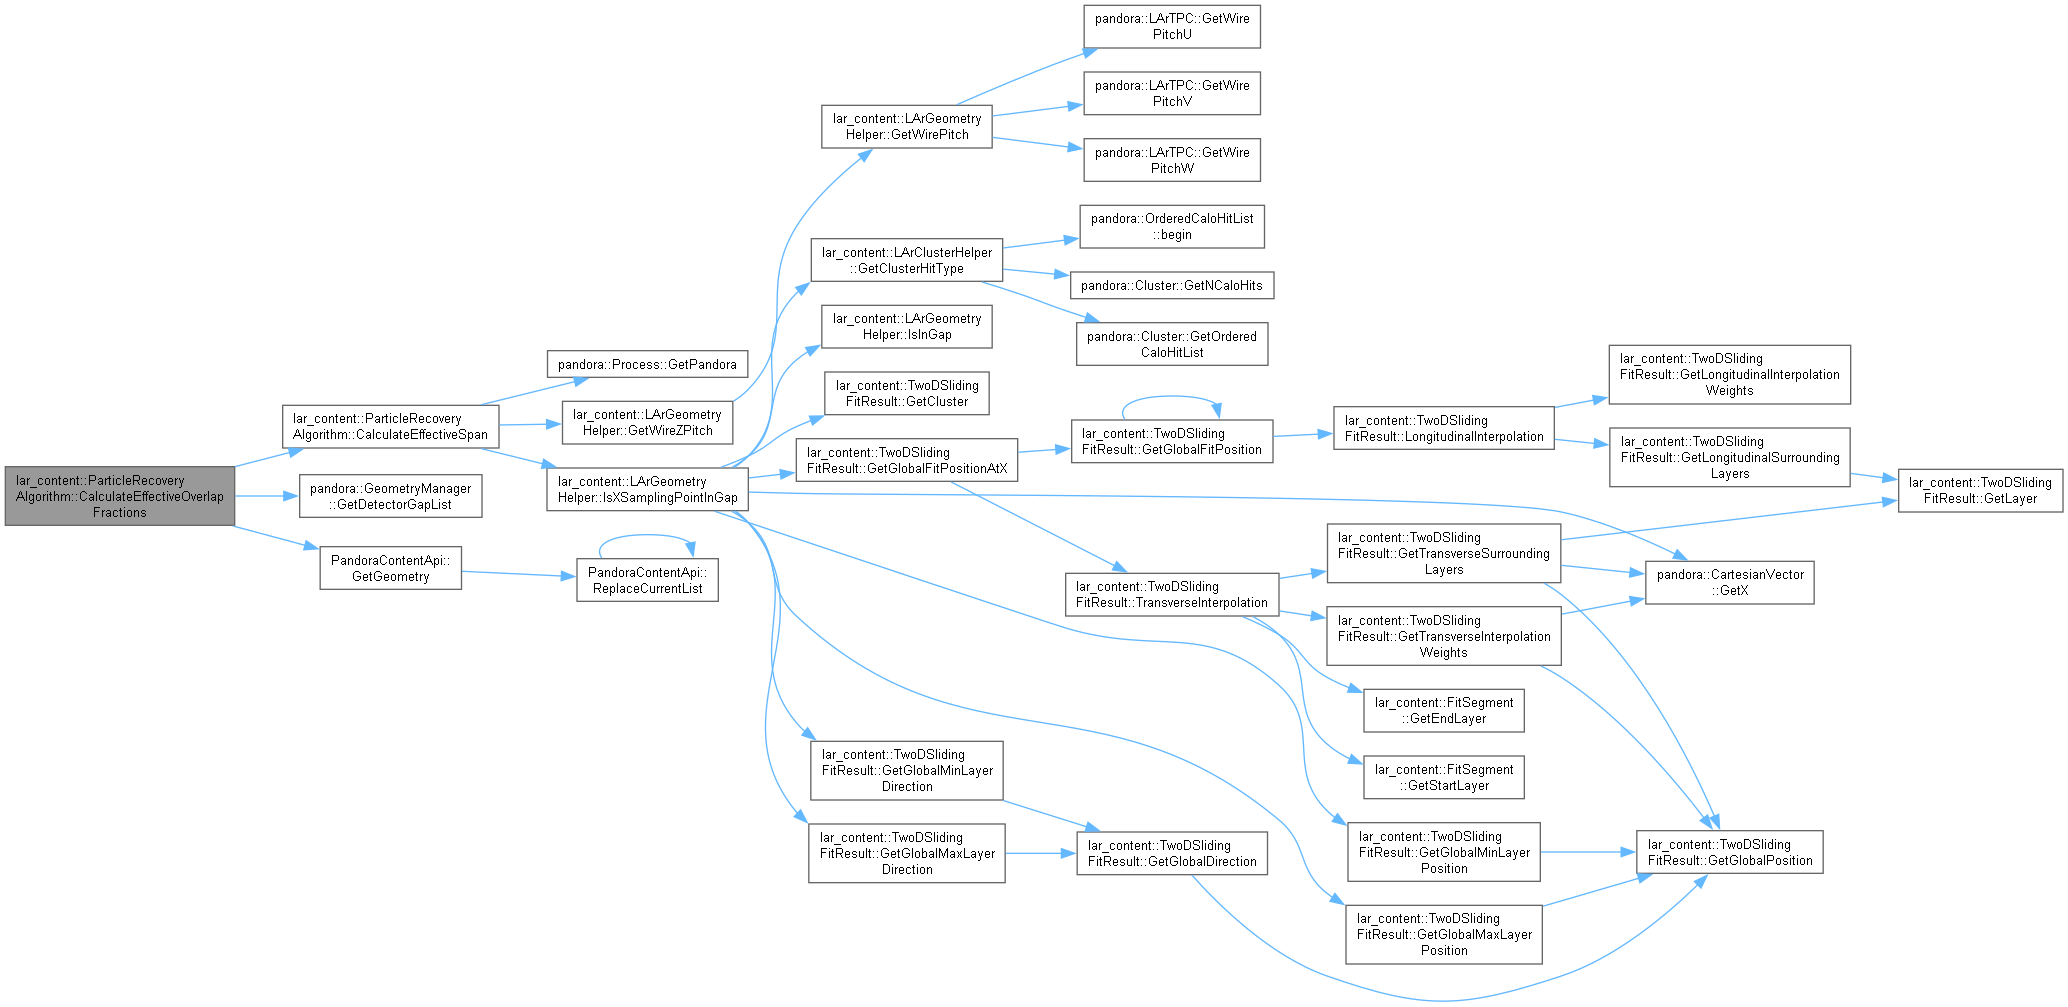 lar_content::ParticleRecovery
Algorithm::CalculateEffectiveOverlap
Fractions
lar_content::ParticleRecovery
Algorithm::CalculateEffectiveSpan
pandora::GeometryManager
::GetDetectorGapList
PandoraContentApi::
GetGeometry
pandora::Process::GetPandora
lar_content::LArGeometry
Helper::GetWireZPitch
lar_content::LArGeometry
Helper::IsXSamplingPointInGap
PandoraContentApi::
ReplaceCurrentList
lar_content::LArGeometry
Helper::GetWirePitch
lar_content::LArClusterHelper
::GetClusterHitType
lar_content::LArGeometry
Helper::IsInGap
lar_content::TwoDSliding
FitResult::GetCluster
lar_content::TwoDSliding
FitResult::GetGlobalFitPositionAtX
lar_content::TwoDSliding
FitResult::GetGlobalMinLayer
Direction
lar_content::TwoDSliding
FitResult::GetGlobalMaxLayer
Direction
pandora::LArTPC::GetWire
PitchU
pandora::LArTPC::GetWire
PitchV
pandora::LArTPC::GetWire
PitchW
pandora::OrderedCaloHitList
::begin
pandora::Cluster::GetNCaloHits
pandora::Cluster::GetOrdered
CaloHitList
lar_content::TwoDSliding
FitResult::GetGlobalFitPosition
lar_content::TwoDSliding
FitResult::TransverseInterpolation
lar_content::TwoDSliding
FitResult::GetGlobalDirection
lar_content::TwoDSliding
FitResult::LongitudinalInterpolation
lar_content::TwoDSliding
FitResult::GetTransverseSurrounding
Layers
lar_content::TwoDSliding
FitResult::GetTransverseInterpolation
Weights
lar_content::FitSegment
::GetEndLayer
lar_content::FitSegment
::GetStartLayer
lar_content::TwoDSliding
FitResult::GetGlobalMinLayer
Position
lar_content::TwoDSliding
FitResult::GetGlobalMaxLayer
Position
lar_content::TwoDSliding
FitResult::GetLongitudinalInterpolation
Weights
lar_content::TwoDSliding
FitResult::GetLongitudinalSurrounding
Layers
pandora::CartesianVector
::GetX
lar_content::TwoDSliding
FitResult::GetGlobalPosition
lar_content::TwoDSliding
FitResult::GetLayer